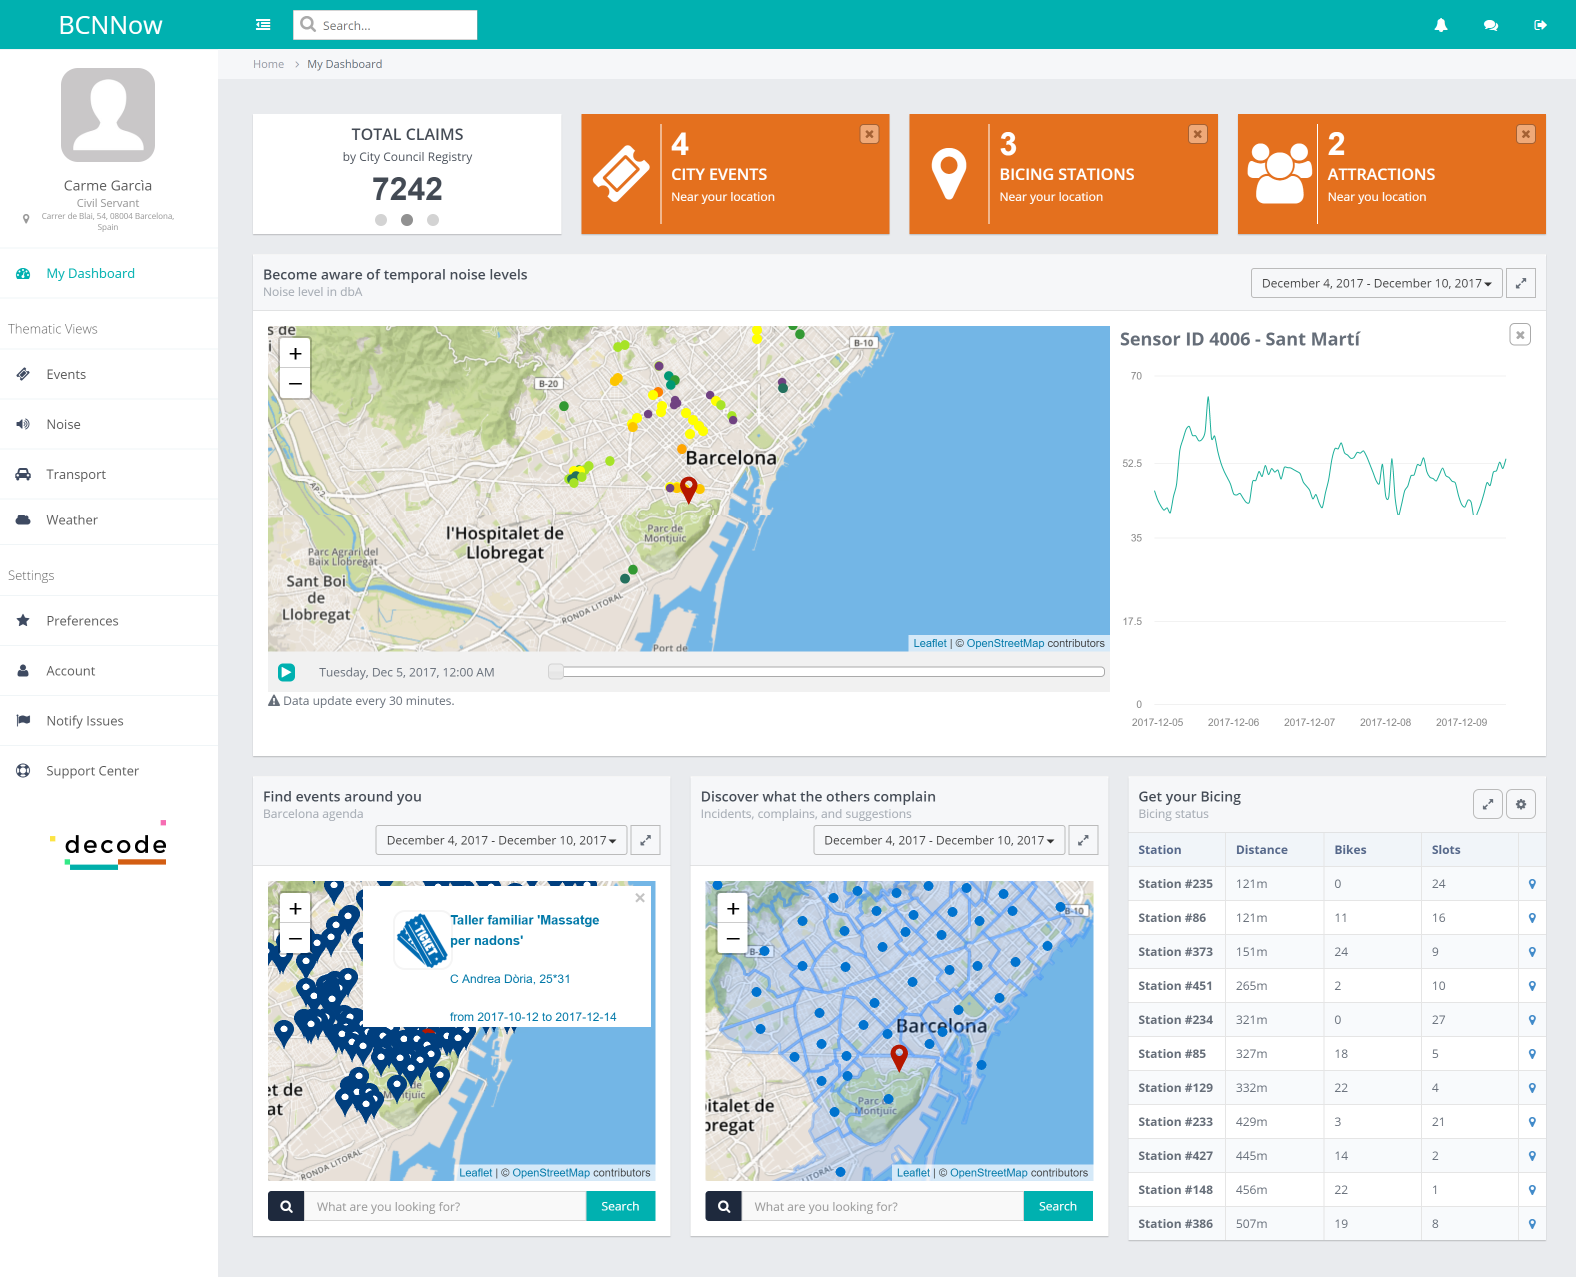 BCNNow
Search...
Home > My Dashboard
Carme Garcìa
Civil Servant
Carrer de Blai, 54, 08004 Barcelona,
Spain
My Dashboard
Thematic Views
Events
Noise
Transport
Weather
Settings
Preferences
Account
Notify Issues
Support Center
decode
TOTAL CLAIMS
by City Council Registry
7242
4
CITY EVENTS
Near your location
3
BICING STATIONS
Near your location
2
ATTRACTIONS
Near you location
Become aware of temporal noise levels
Noise level in dbA
December 4, 2017 - December 10, 2017
s de
i
+
−
B-10
B-20
Barcelona
AP-2
l'Hospitalet de
Llobregat
Parc de
Montjuïc
Parc Agrari del
Baix Llobregat
Sant Boi
de
Llobregat
RONDA LITORAL
Port de
Leaflet | © OpenStreetMap contributors
Tuesday, Dec 5, 2017, 12:00 AM
Data update every 30 minutes.
Sensor ID 4006 - Sant Martí
70
52.5
35
17.5
0
2017-12-05 2017-12-06 2017-12-07 2017-12-08 2017-12-09
Find events around you
Barcelona agenda
December 4, 2017 - December 10, 2017
+
−
Taller familiar 'Massatge
per nadons'
C Andrea Dòria, 25*31
from 2017-10-12 to 2017-12-14
TICKET
et de
at
de
ntjuïc
RONDA LITORAL
Leaflet | © OpenStreetMap contributors
What are you looking for?
Search
Discover what the others complain
Incidents, complains, and suggestions
December 4, 2017 - December 10, 2017
+
−
B-10
Barcelona
Parc
Montjuïc
pitalet de
bregat
LITORAL
Leaflet | © OpenStreetMap contributors
What are you looking for?
Search
Get your Bicing
Bicing status
Station Distance Bikes Slots
Station #235 121m 0 24
Station #86 121m 11 16
Station #373 151m 24 9
Station #451 265m 2 10
Station #234 321m 0 27
Station #85 327m 18 5
Station #129 332m 22 4
Station #233 429m 3 21
Station #427 445m 14 2
Station #148 456m 22 1
Station #386 507m 19 8